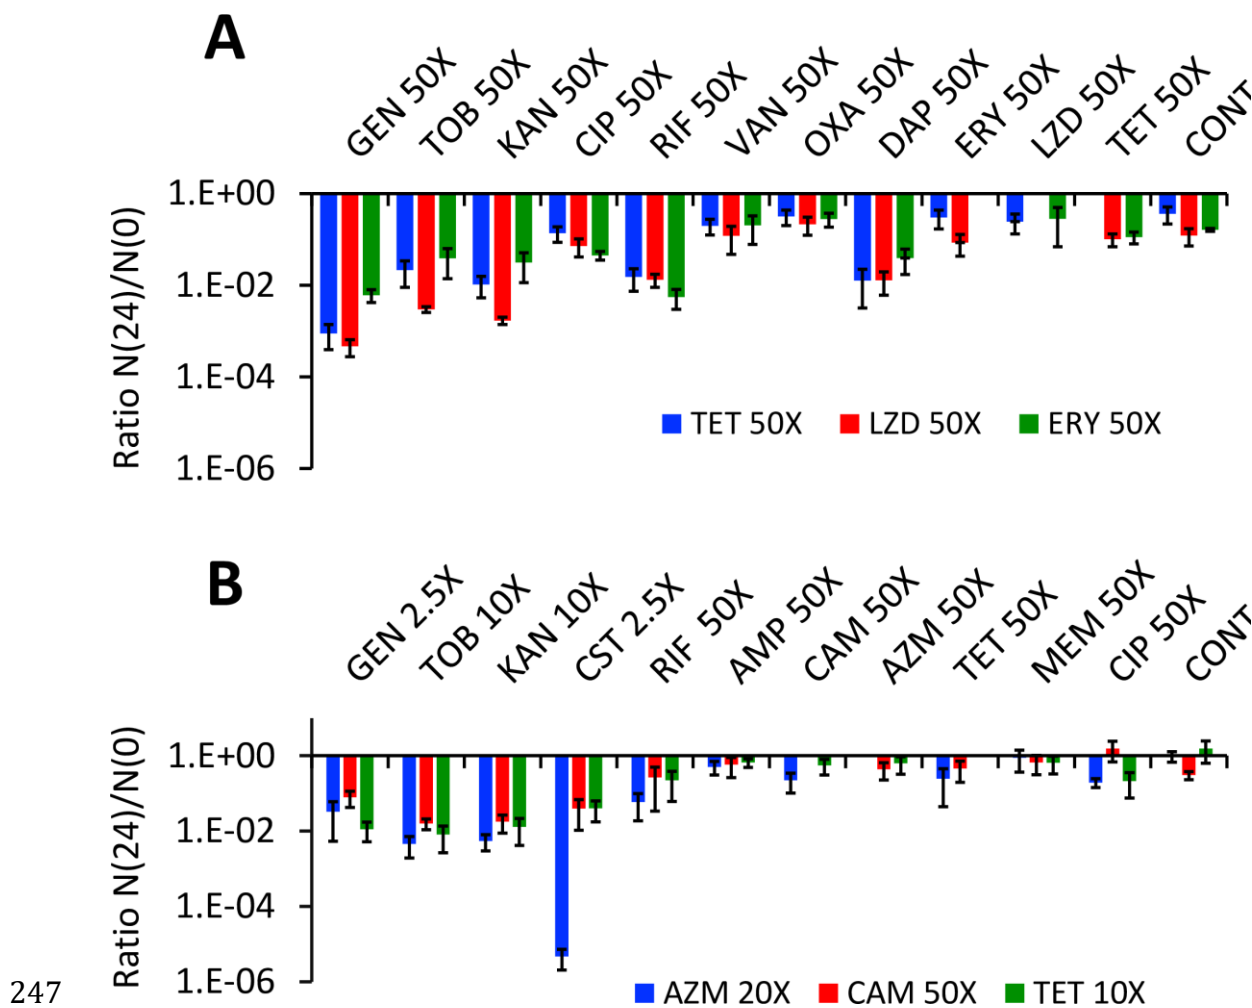 A
GEN 50X
TOB 50X
KAN 50X
CIP 50X
RIF 50X
VAN 50X
OXA 50X
DAP 50X
ERY 50X
LZD 50X
TET 50X
CONT
Ratio N(24)/N(0)
1.E+00
1.E-02
1.E-04
1.E-06
TET 50X LZD 50X ERY 50X
B
GEN 2.5X
TOB 10X
KAN 10X
CST 2.5X
RIF 50X
AMP 50X
CAM 50X
AZM 50X
TET 50X
MEM 50X
CIP 50X
CONT
Ratio N(24)/N(0)
1.E+00
1.E-02
1.E-04
1.E-06
AZM 20X CAM 50X TET 10X
247